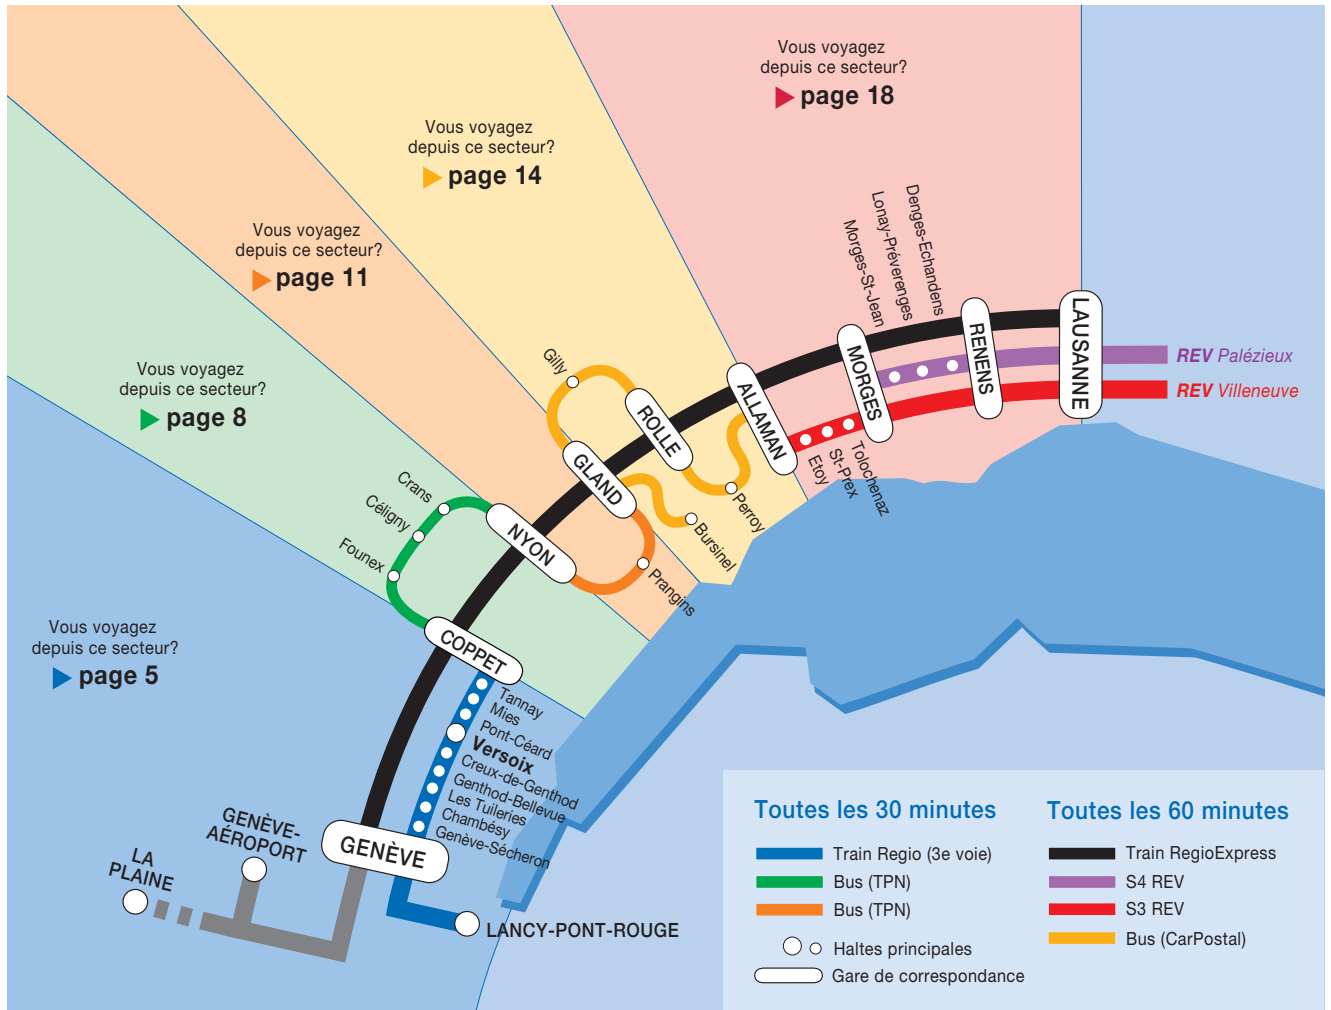 Vous voyagez
depuis ce secteur?
page 18
Vous voyagez
depuis ce secteur?
page 14
Vous voyagez
depuis ce secteur?
page 11
Vous voyagez
depuis ce secteur?
page 8
Vous voyagez
depuis ce secteur?
page 5
Denges-Echandens
Lonay-Préverenges
Morges-St-Jean
LAUSANNE
RENENS
MORGES
ALLAMAN
ROLLE
GLAND
NYON
COPPET
GENÈVE
REV Palézieux
REV Villeneuve
Gilly
Tolochenaz
St-Prex
Etoy
Perroy
Bursinel
Prangins
Crans
Céligny
Founex
Tannay
Mies
Pont-Céard
Versoix
Creux-de-Genthod
Genthod-Bellevue
Les Tuileries
Chambésy
Genève-Sécheron
GENÈVE-
AÉROPORT
LA
PLAINE
LANCY-PONT-ROUGE
Toutes les 30 minutes
Train Regio (3e voie)
Bus (TPN)
Bus (TPN)
Haltes principales
Gare de correspondance
Toutes les 60 minutes
Train RegioExpress
S4 REV
S3 REV
Bus (CarPostal)